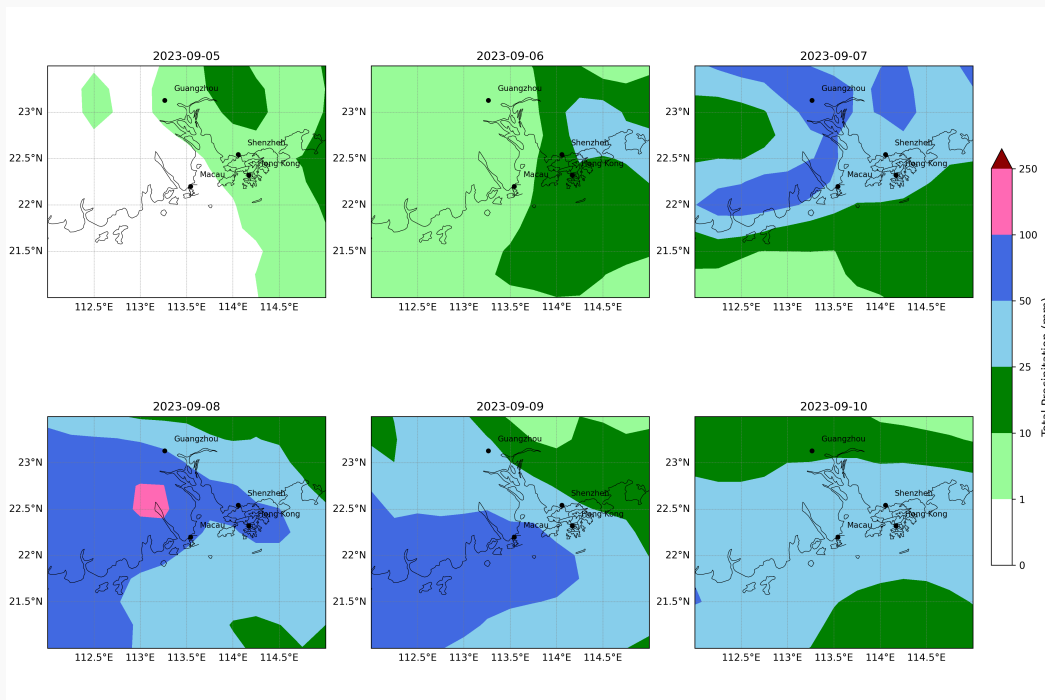 2023-09-05
2023-09-06
2023-09-07
Guangzhou
Shenzhen
Hong Kong
Macau
23°N
22.5°N
22°N
21.5°N
112.5°E 113°E 113.5°E 114°E 114.5°E
Guangzhou
Shenzhen
Hong Kong
Macau
23°N
22.5°N
22°N
21.5°N
112.5°E 113°E 113.5°E 114°E 114.5°E
Guangzhou
Shenzhen
Hong Kong
Macau
23°N
22.5°N
22°N
21.5°N
112.5°E 113°E 113.5°E 114°E 114.5°E
2023-09-08
2023-09-09
2023-09-10
Guangzhou
Shenzhen
Hong Kong
Macau
23°N
22.5°N
22°N
21.5°N
112.5°E 113°E 113.5°E 114°E 114.5°E
Guangzhou
Shenzhen
Hong Kong
Macau
23°N
22.5°N
22°N
21.5°N
112.5°E 113°E 113.5°E 114°E 114.5°E
Guangzhou
Shenzhen
Hong Kong
Macau
23°N
22.5°N
22°N
21.5°N
112.5°E 113°E 113.5°E 114°E 114.5°E
250
100
50
25
10
1
0
Total Precipitation (mm)